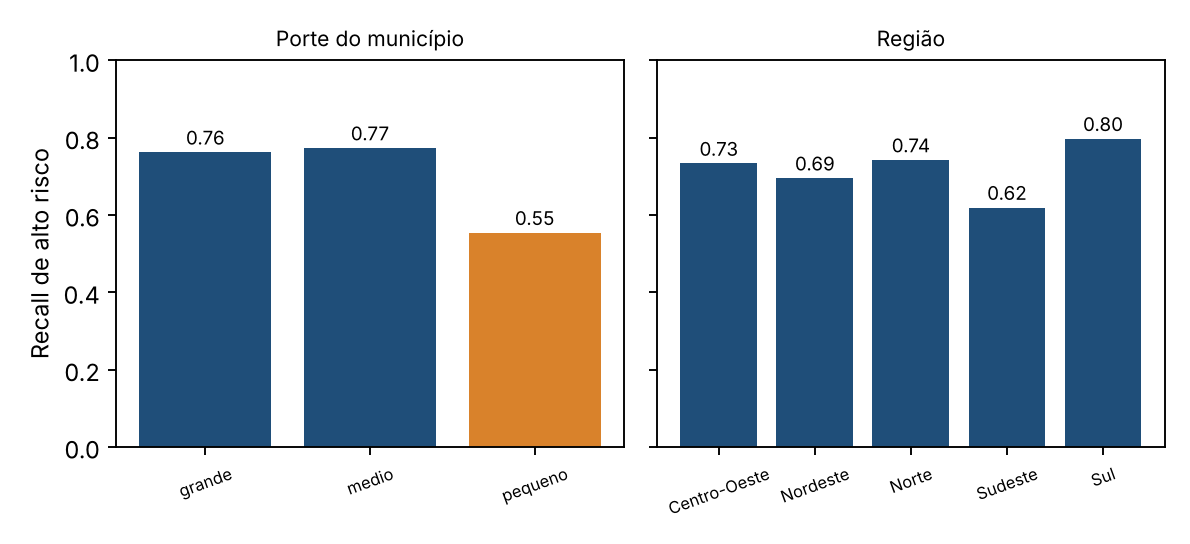 Porte do município
Região
Recall de alto risco
1.0
0.8
0.6
0.4
0.2
0.0
0.76
0.77
0.55
0.73
0.69
0.74
0.62
0.80
grande
medio
pequeno
Centro-Oeste
Nordeste
Norte
Sudeste
Sul